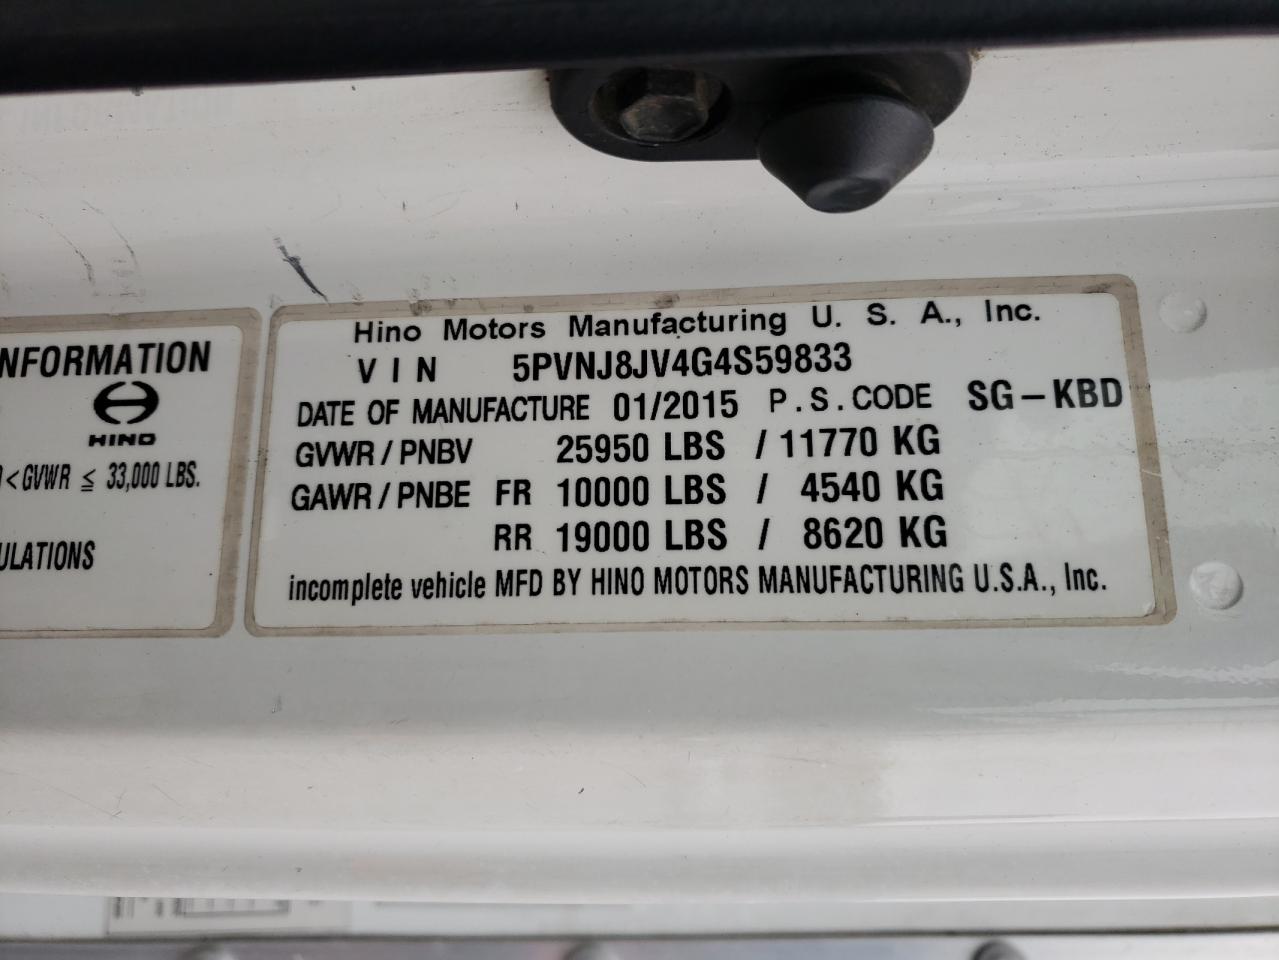 NFORMATION
HINO
<GVWR ≤ 33,000 LBS.
ULATIONS
Hino Motors Manufacturing U. S. A., Inc.
VIN 5PVNJ8JV4G4S59833
DATE OF MANUFACTURE 01/2015 P.S.CODE SG-KBD
GVWR/PNBV 25950 LBS / 11770 KG
GAWR/PNBE FR 10000 LBS / 4540 KG
RR 19000 LBS / 8620 KG
incomplete vehicle MFD BY HINO MOTORS MANUFACTURING U.S.A., Inc.